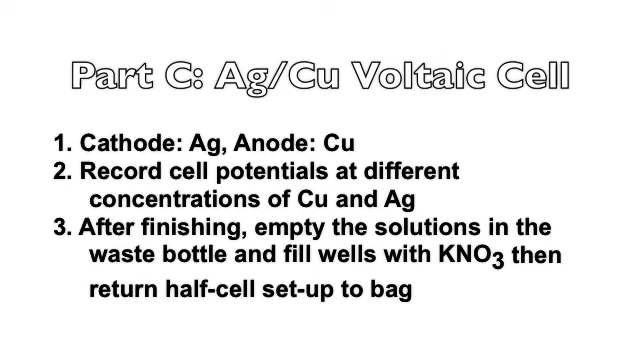 Part C: Ag/Cu Voltaic Cell
1. Cathode: Ag, Anode: Cu
2. Record cell potentials at different
concentrations of Cu and Ag
3. After finishing, empty the solutions in the
waste bottle and fill wells with KNO3 then
return half-cell set-up to bag